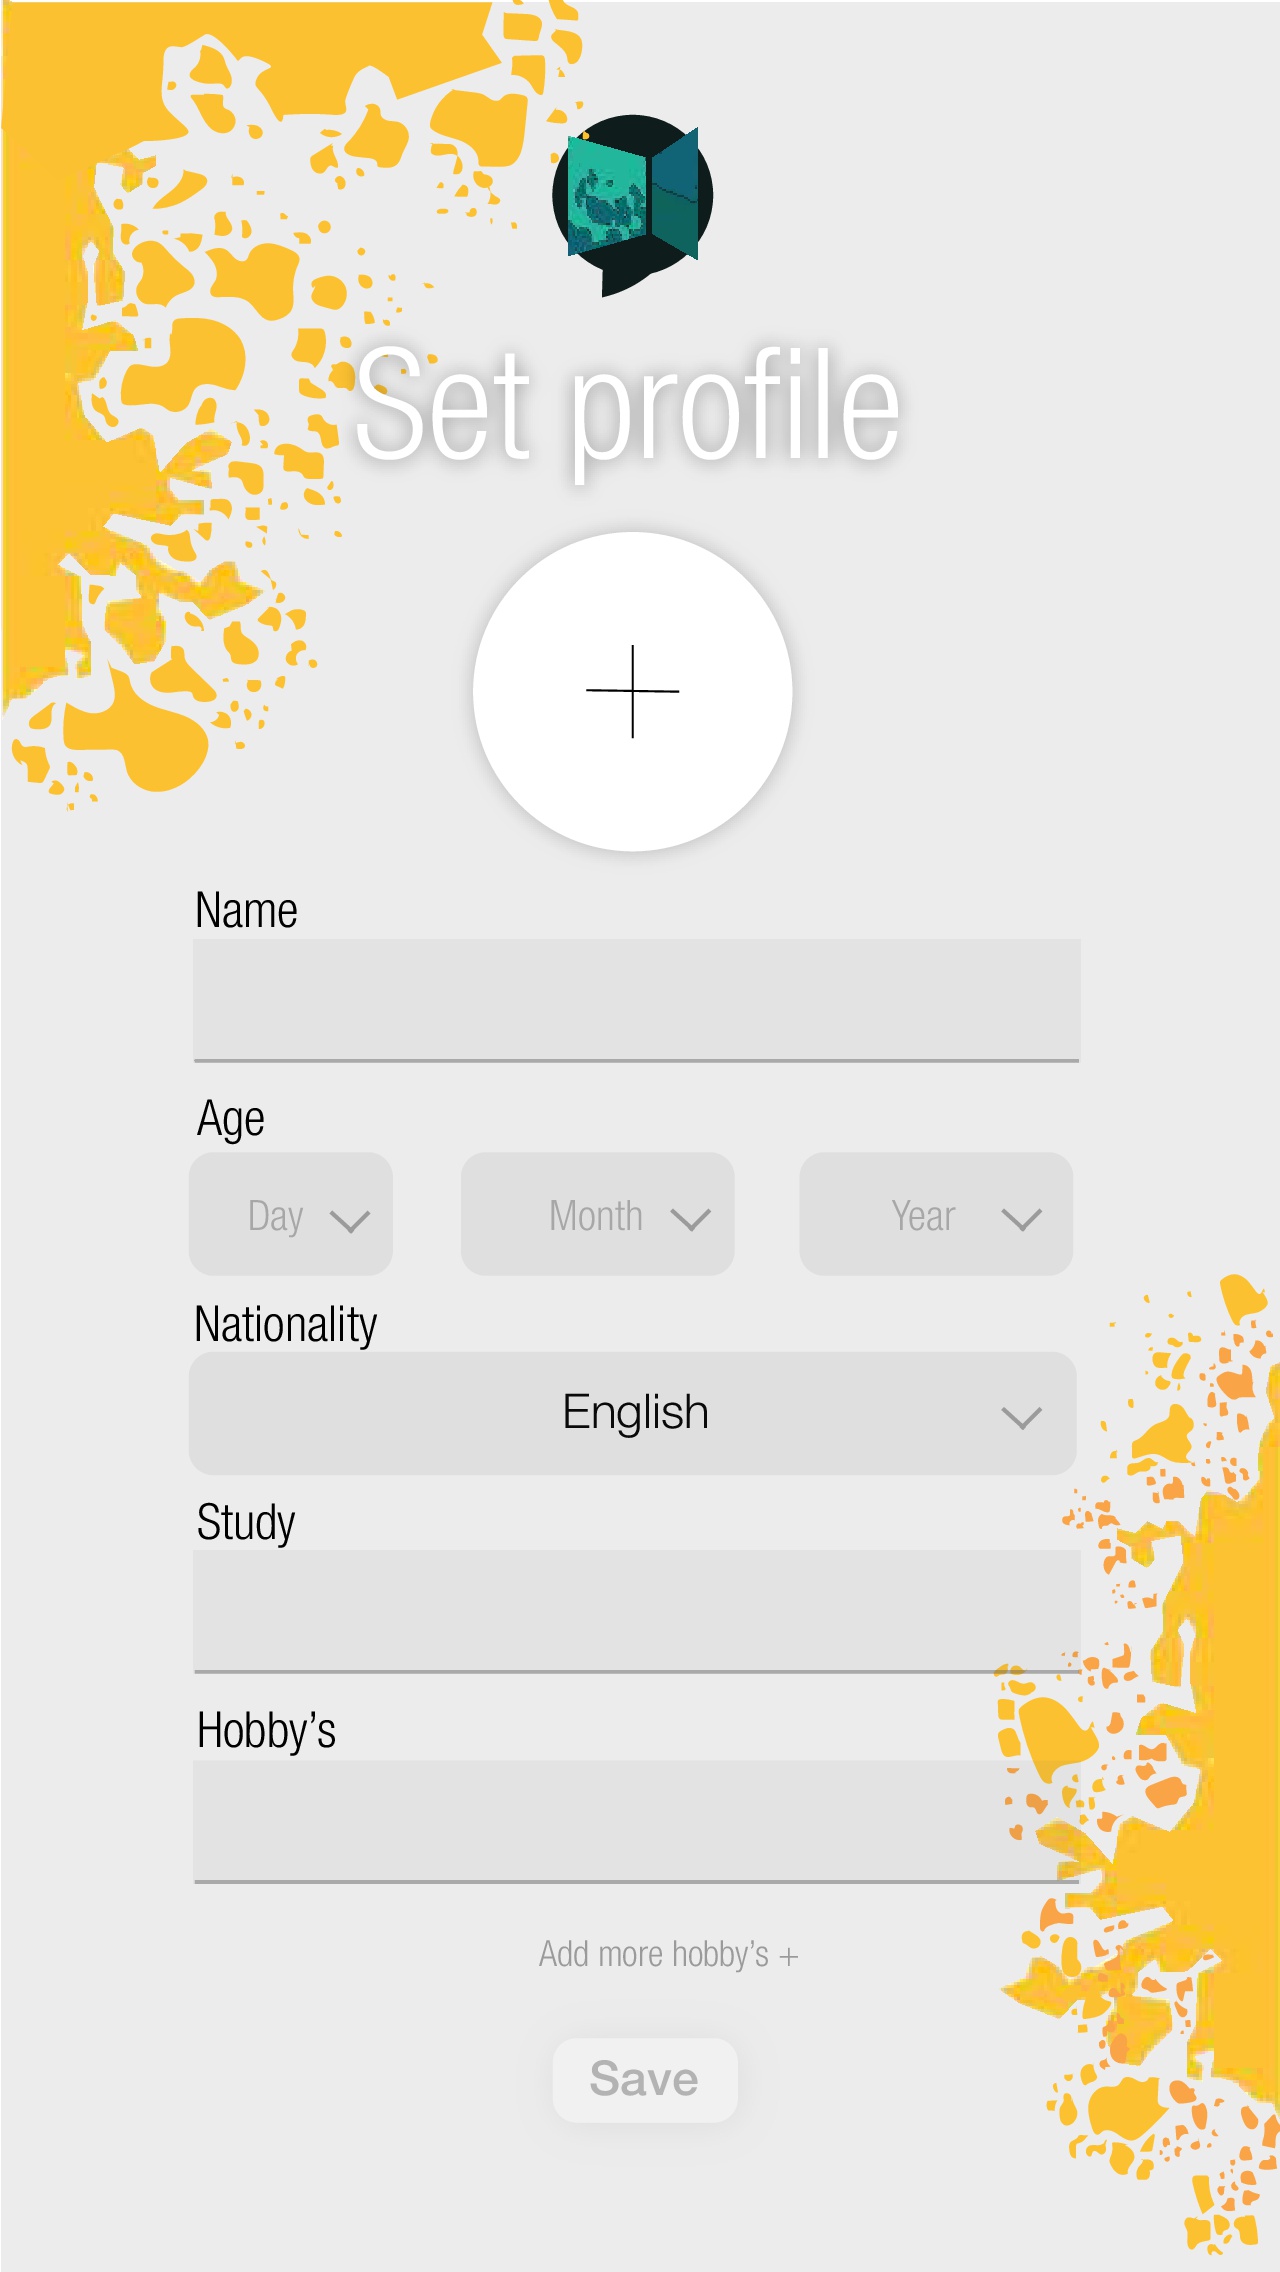 Set profile
Name
Age
Day Month Year
Nationality
English
Study
Hobby’s
Add more hobby’s +
Save